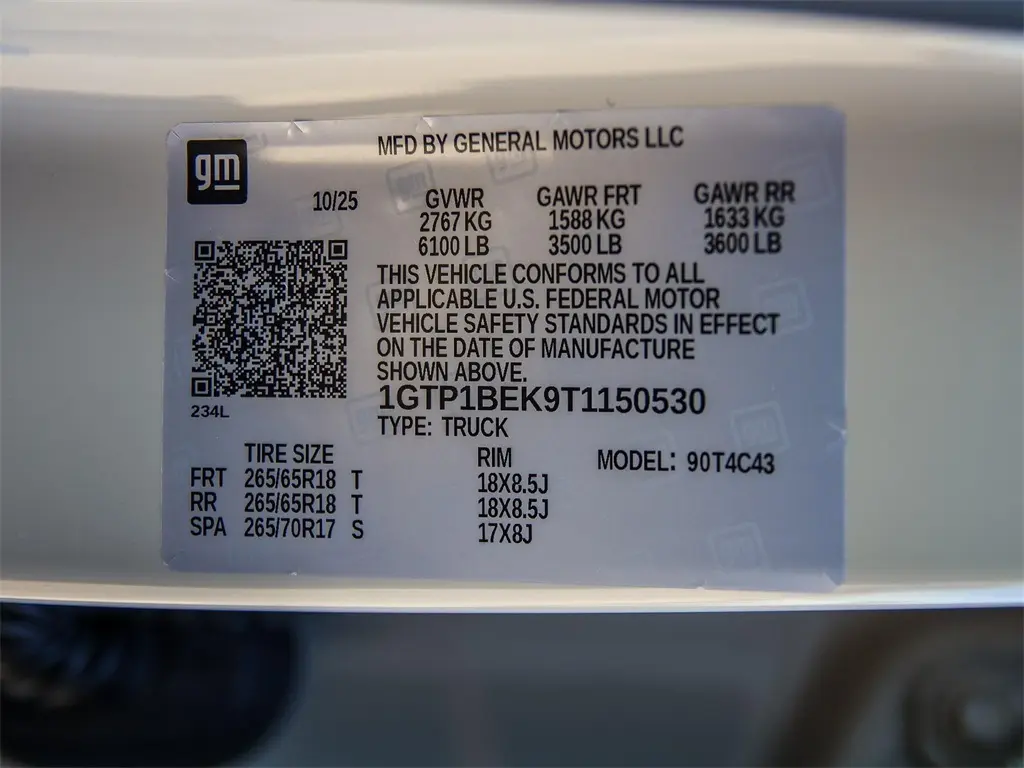 gm
MFD BY GENERAL MOTORS LLC
10/25 GVWR GAWR FRT GAWR RR
2767 KG 1588 KG 1633 KG
6100 LB 3500 LB 3600 LB
THIS VEHICLE CONFORMS TO ALL
APPLICABLE U.S. FEDERAL MOTOR
VEHICLE SAFETY STANDARDS IN EFFECT
ON THE DATE OF MANUFACTURE
SHOWN ABOVE.
1GTP1BEK9T1150530
234L
TYPE: TRUCK
TIRE SIZE RIM MODEL: 90T4C43
FRT 265/65R18 T 18X8.5J
RR 265/65R18 T 18X8.5J
SPA 265/70R17 S 17X8J